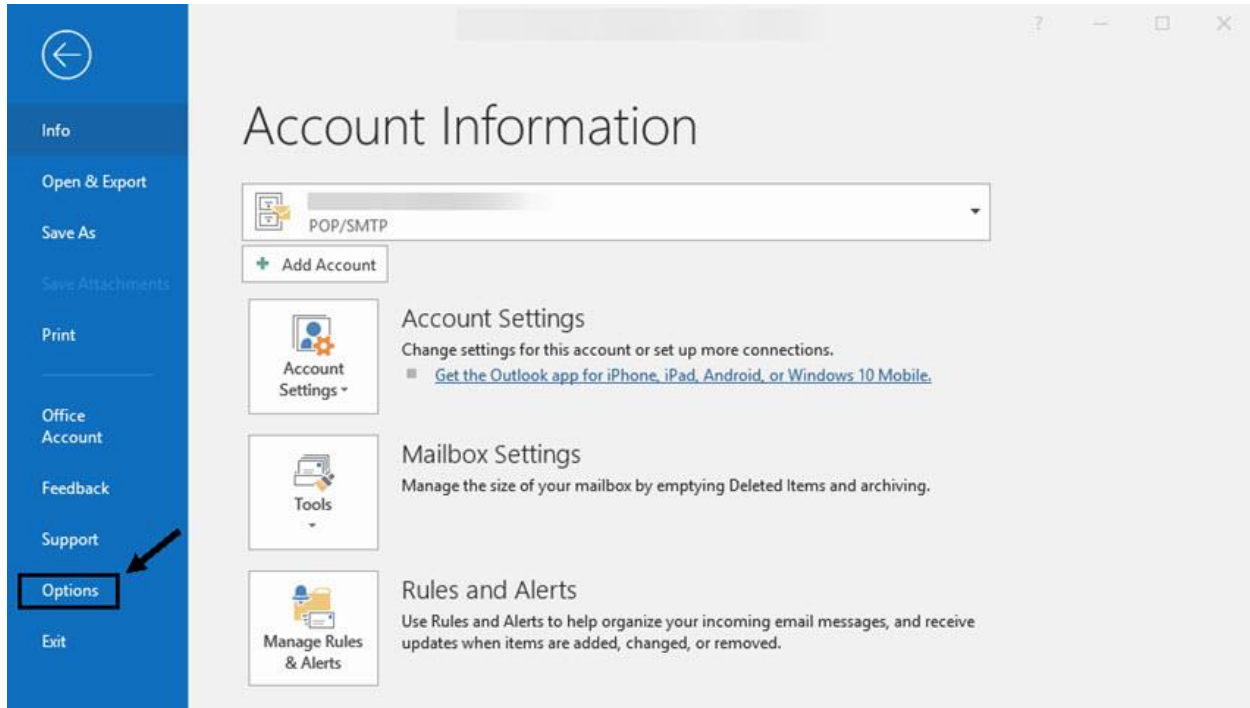 ?
Info
Open & Export
Save As
Save Attachments
Print
Office
Account
Feedback
Support
Options
Exit
Account Information
POP/SMTP
Add Account
Account
Settings
Account Settings
Change settings for this account or set up more connections.
Get the Outlook app for iPhone, iPad, Android, or Windows 10 Mobile.
Tools
Mailbox Settings
Manage the size of your mailbox by emptying Deleted Items and archiving.
Manage Rules
& Alerts
Rules and Alerts
Use Rules and Alerts to help organize your incoming email messages, and receive
updates when items are added, changed, or removed.